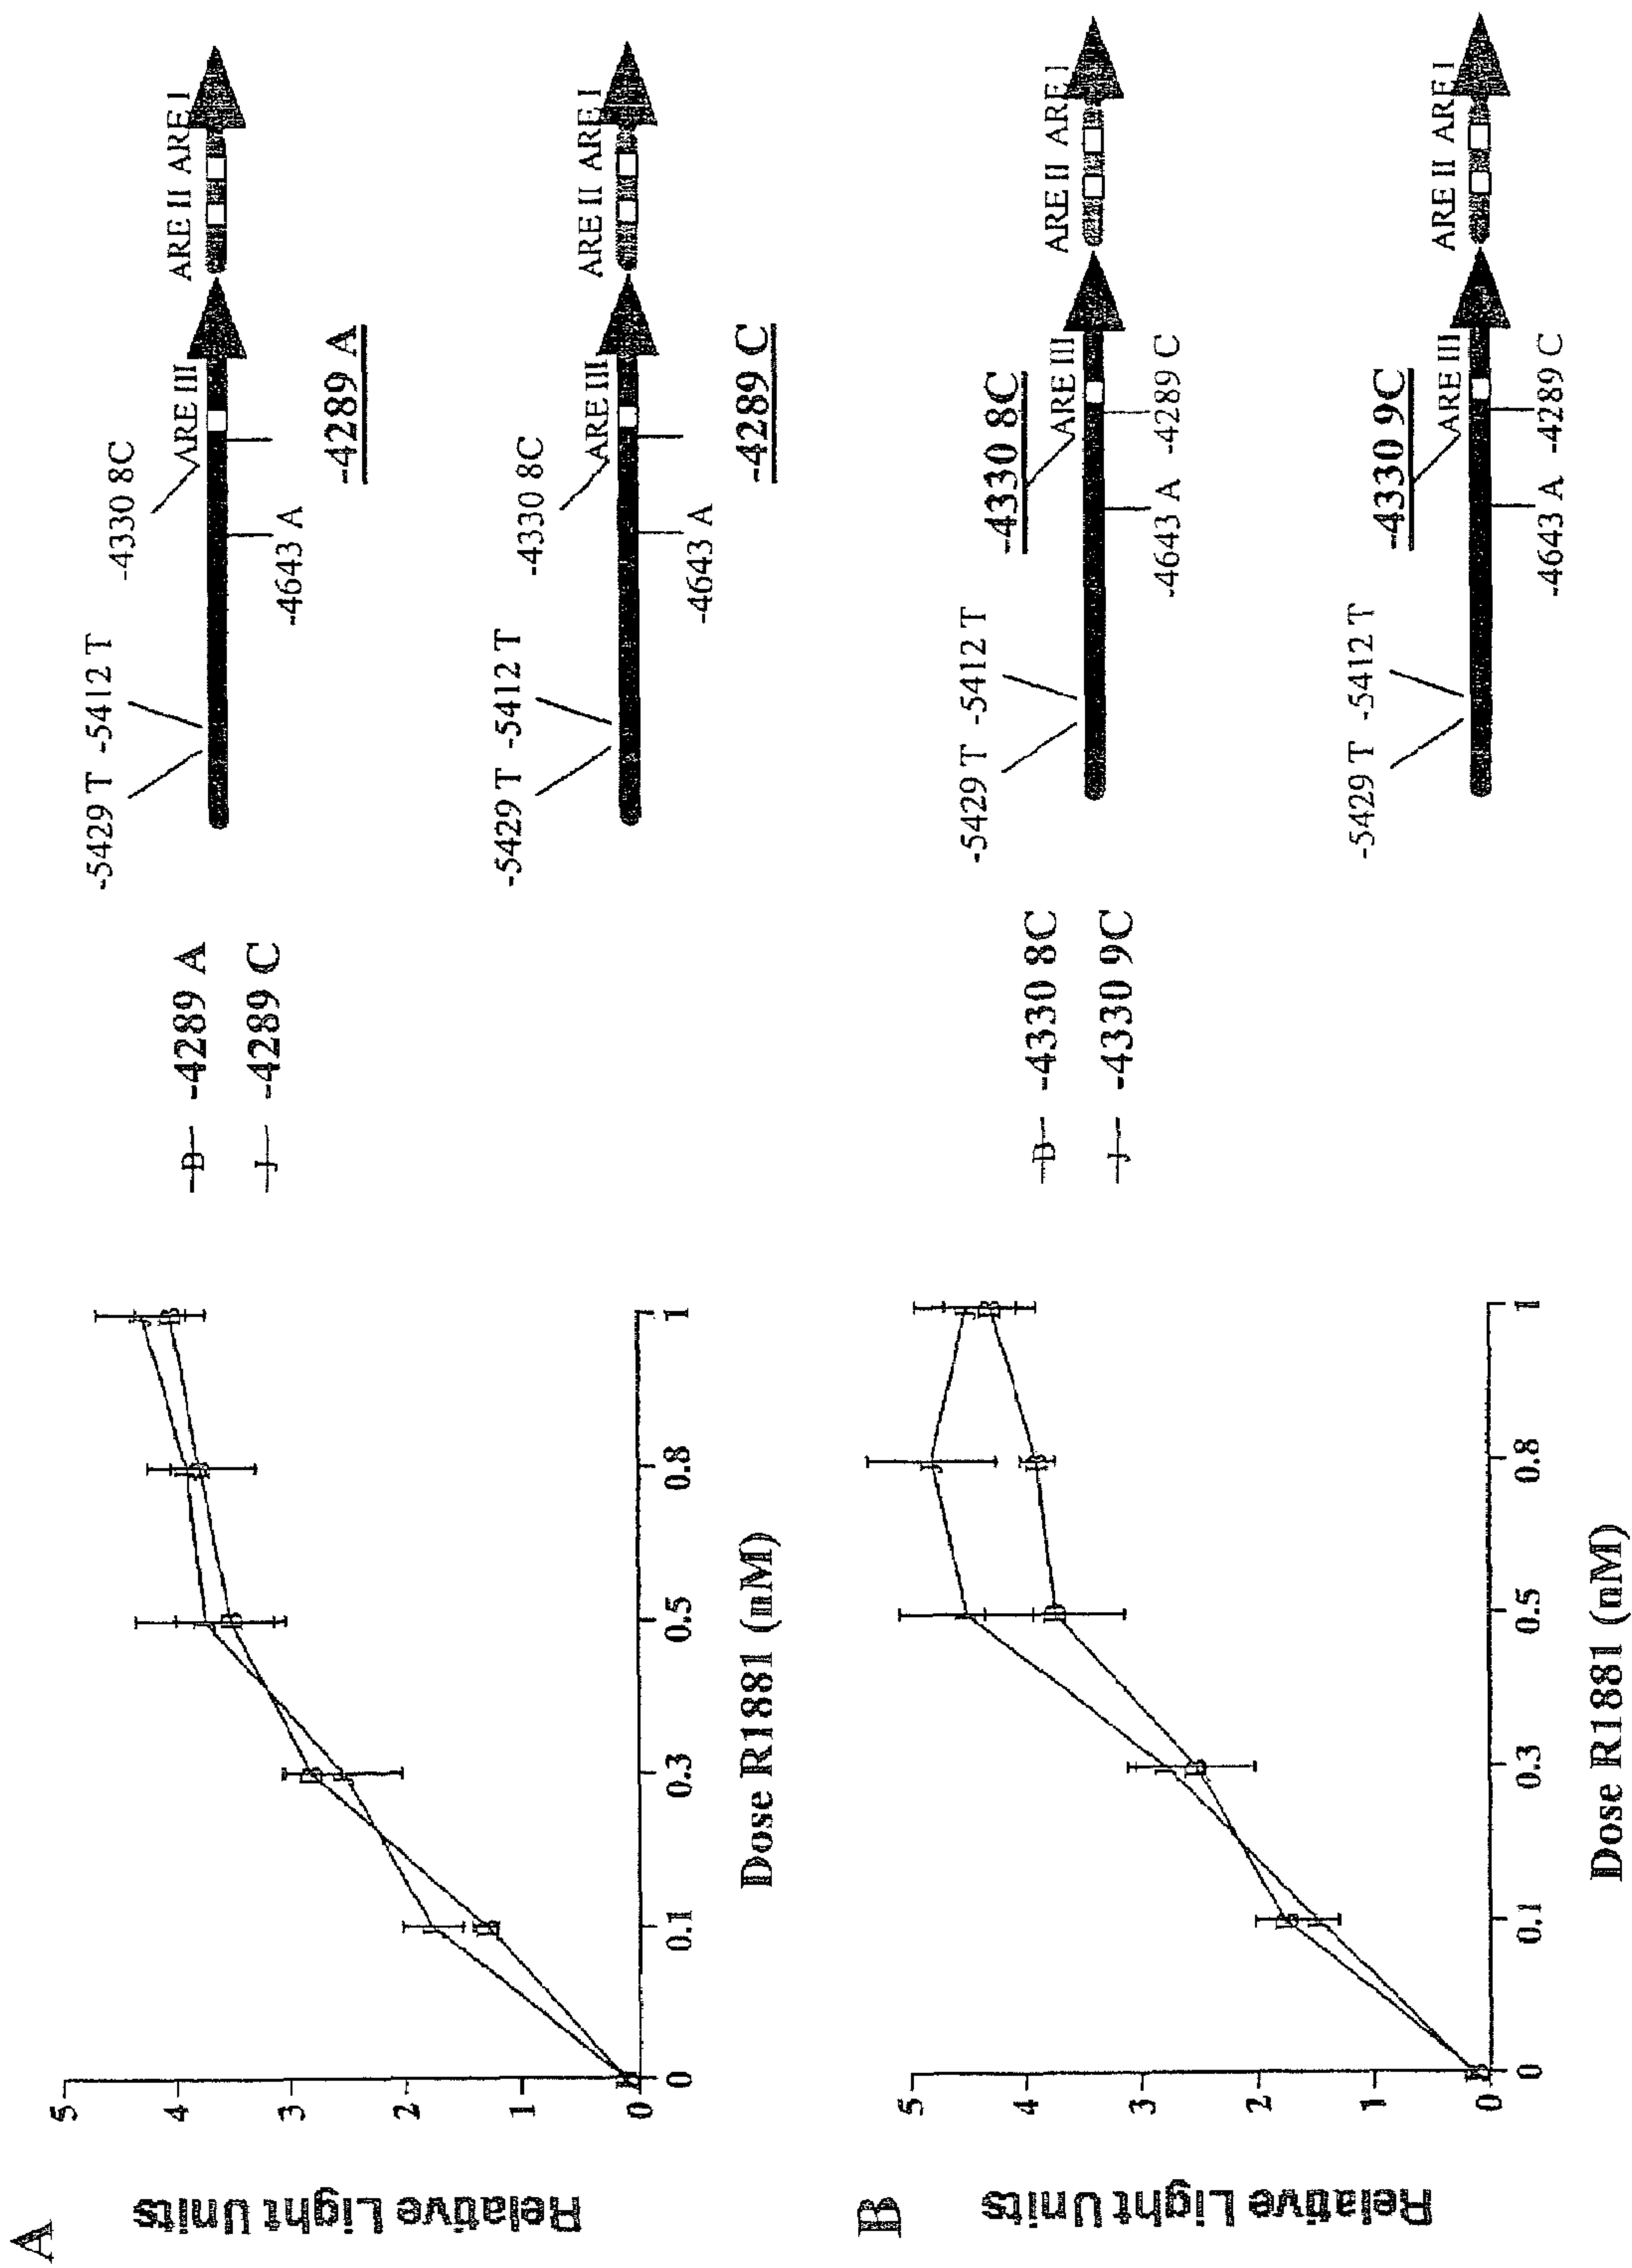 A
Relative Light Units
5
4
3
2
1
0
0
0.1
0.3
0.5
0.8
1
Dose R1881 (nM)
B -4289 A
J -4289 C
-5429 T -5412 T
-4330 8C
ARE III
ARE II ARE I
-4643 A
-4289 A
-5429 T -5412 T
-4330 8C
ARE III
ARE II ARE I
-4643 A
-4289 C
B
Relative Light Units
5
4
3
2
1
0
0
0.1
0.3
0.5
0.8
1
Dose R1881 (nM)
B -4330 8C
J -4330 9C
-5429 T -5412 T
-4330 8C
ARE III
ARE II ARE I
-4643 A -4289 C
-5429 T -5412 T
-4330 9C
ARE III
ARE II ARE I
-4643 A -4289 C